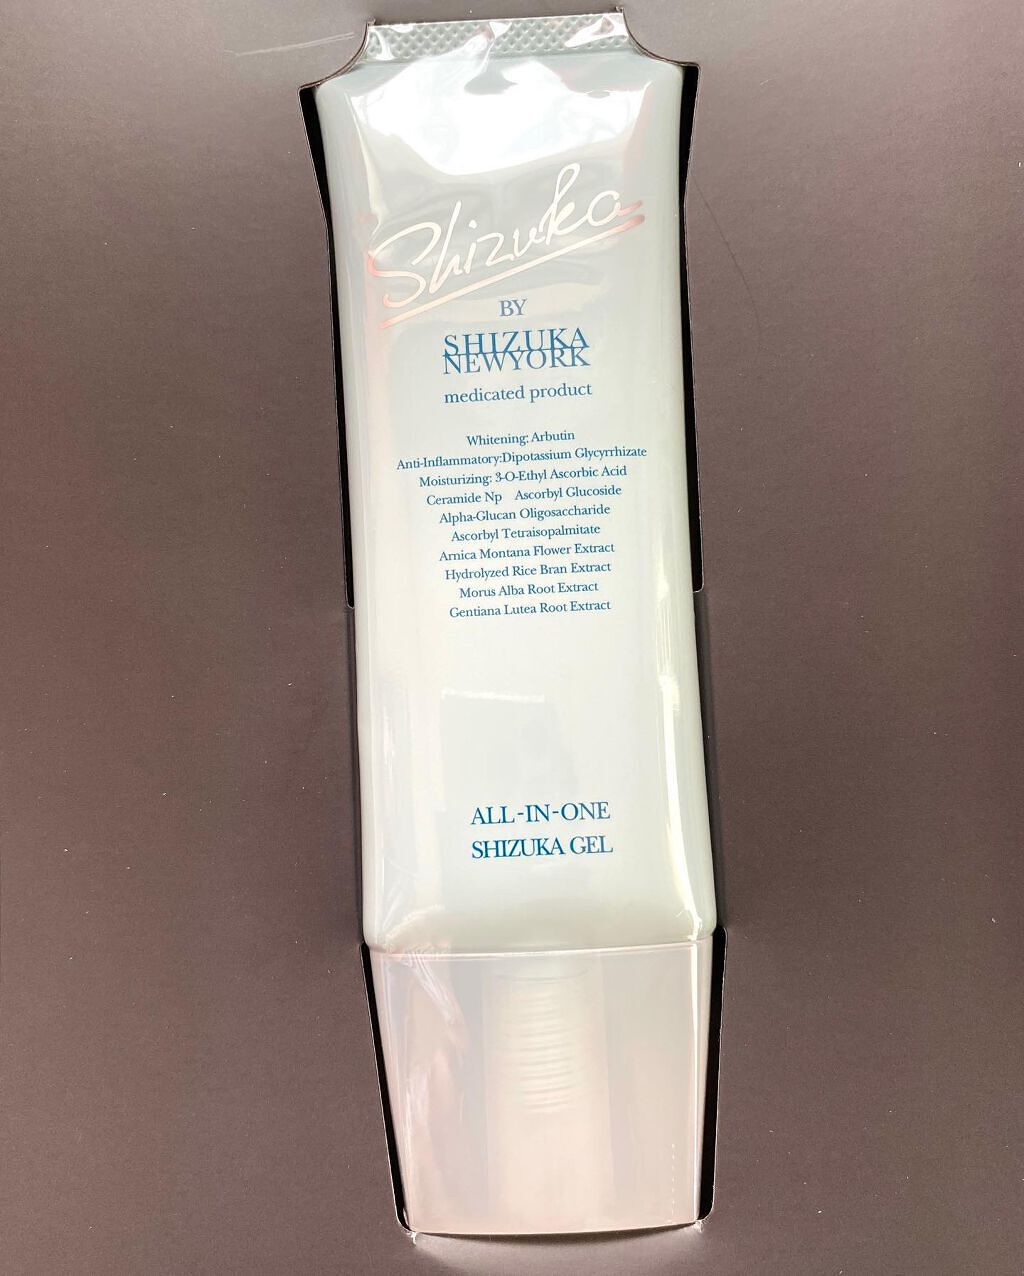 Shizuka
BY
SHIZUKA
NEWYORK
medicated product
Whitening: Arbutin
Anti-Inflammatory:Dipotassium Glycyrrhizate
Moisturizing: 3-O-Ethyl Ascorbic Acid
Ceramide Np Ascorbyl Glucoside
Alpha-Glucan Oligosaccharide
Ascorbyl Tetraisopalmitate
Arnica Montana Flower Extract
Hydrolyzed Rice Bran Extract
Morus Alba Root Extract
Gentiana Lutea Root Extract
ALL-IN-ONE
SHIZUKA GEL